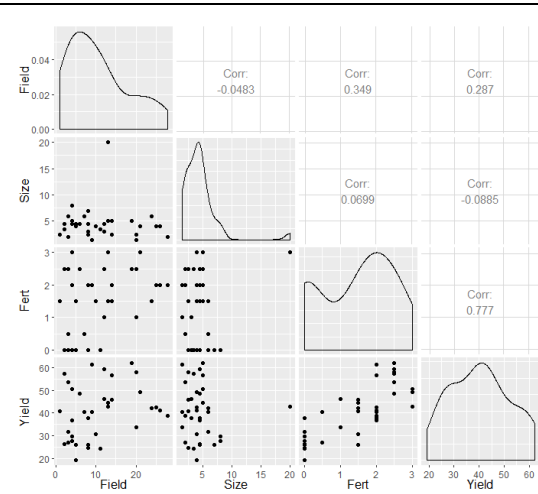 Field
0.04
0.02
0.00
Corr:
-0.0483
Corr:
0.349
Corr:
0.287
Size
20
15
10
5
Corr:
0.0699
Corr:
-0.0885
Fert
3
2
1
0
Corr:
0.777
Yield
60
50
40
30
20
0 10 20
5 10 15 20
0 1 2 3
20 30 40 50 60
Field Size Fert Yield